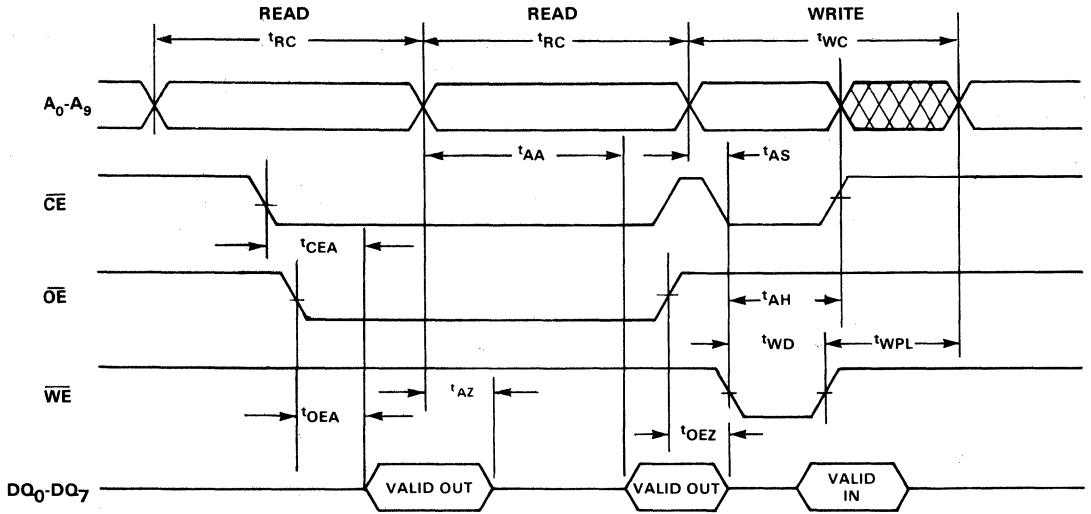 READ READ WRITE
tRC tRC tWC
A0-A9
tAA tAS
CE
tCEA
OE
tAH
tWD tWPL
WE
tAZ
tOEA
tOEZ
DQ0-DQ7 VALID OUT VALID OUT VALID IN